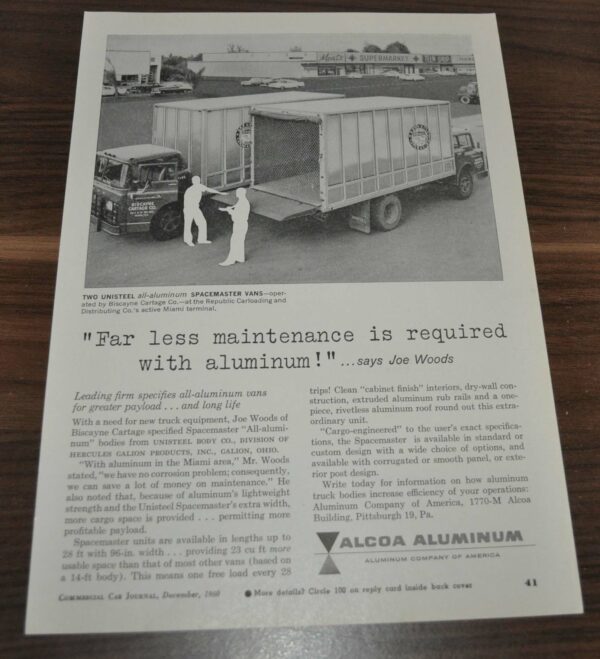 SUPERMARKET
BISCAYNE
CARTAGE CO.
TWO UNISTEEL all-aluminum SPACEMASTER VANS—oper-
ated by Biscayne Cartage Co.—at the Republic Carloading and
Distributing Co.'s active Miami terminal.
"Far less maintenance is required
with aluminum!" ...says Joe Woods
Leading firm specifies all-aluminum vans
for greater payload . . . and long life
With a need for new truck equipment, Joe Woods of
Biscayne Cartage specified Spacemaster "All-alumi-
num" bodies from UNISTEEL BODY CO., DIVISION OF
HERCULES GALION PRODUCTS, INC., GALION, OHIO.
"With aluminum in the Miami area," Mr. Woods
stated, "we have no corrosion problem; consequently,
we can save a lot of money on maintenance." He
also noted that, because of aluminum's lightweight
strength and the Unisteel Spacemaster's extra width,
more cargo space is provided . . . permitting more
profitable payload.
Spacemaster units are available in lengths up to
28 ft with 96-in. width . . . providing 23 cu ft more
usable space than that of most other vans (based on
a 14-ft body). This means one free load every 28
trips! Clean "cabinet finish" interiors, dry-wall con-
struction, extruded aluminum rub rails and a one-
piece, rivetless aluminum roof round out this extra-
ordinary unit.
"Cargo-engineered" to the user's exact specifica-
tions, the Spacemaster is available in standard or
custom design with a wide choice of options, and
available with corrugated or smooth panel, or exte-
rior post design.
Write today for information on how aluminum
truck bodies increase efficiency of your operations:
Aluminum Company of America, 1770-M Alcoa
Building, Pittsburgh 19, Pa.
ALCOA ALUMINUM
ALUMINUM COMPANY OF AMERICA
COMMERCIAL CAR JOURNAL, December, 1960
● More details? Circle 100 on reply card inside back cover
41